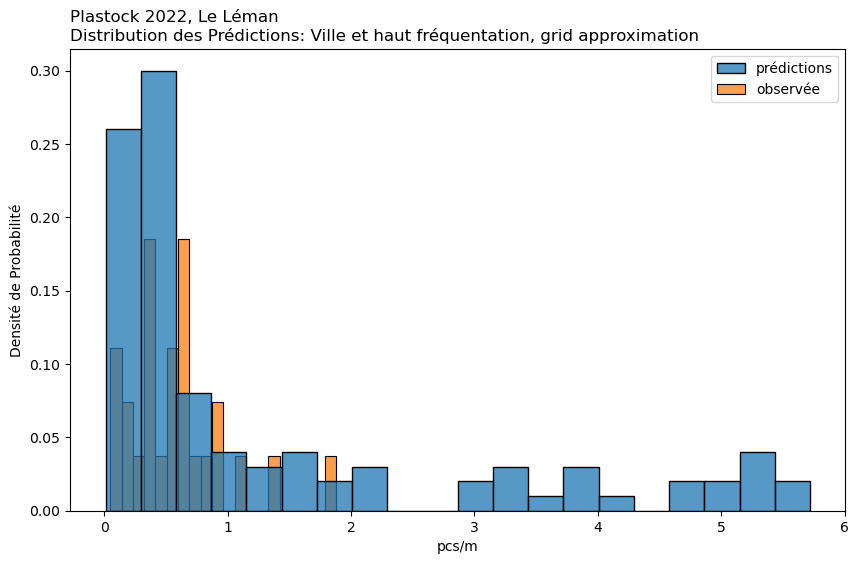 Plastock 2022, Le Léman
Distribution des Prédictions: Ville et haut fréquentation, grid approximation
prédictions
observée
Densité de Probabilité
0.30
0.25
0.20
0.15
0.10
0.05
0.00
0 1 2 3 4 5 6
pcs/m